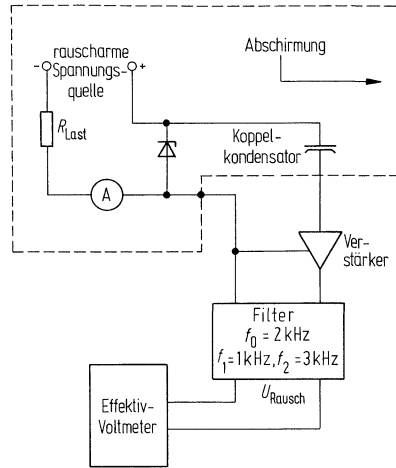 Abschirmung
rauscharme
- Spannungs- +
quelle
R_Last
Koppel-
kondensator
A
Ver-
stärker
Filter
f_0 = 2 kHz
f_1 = 1 kHz, f_2 = 3 kHz
U_Rausch
Effektiv-
Voltmeter